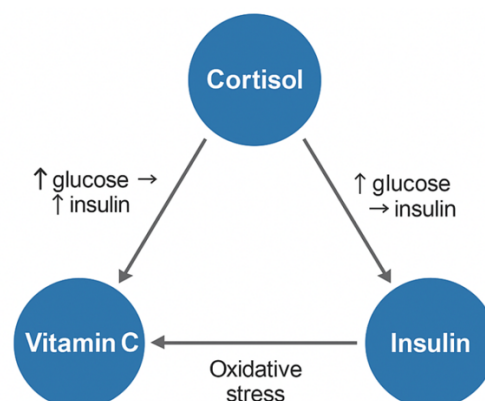 Cortisol
↑ glucose →
↑ insulin
↑ glucose
→ insulin
Vitamin C
Insulin
Oxidative
stress